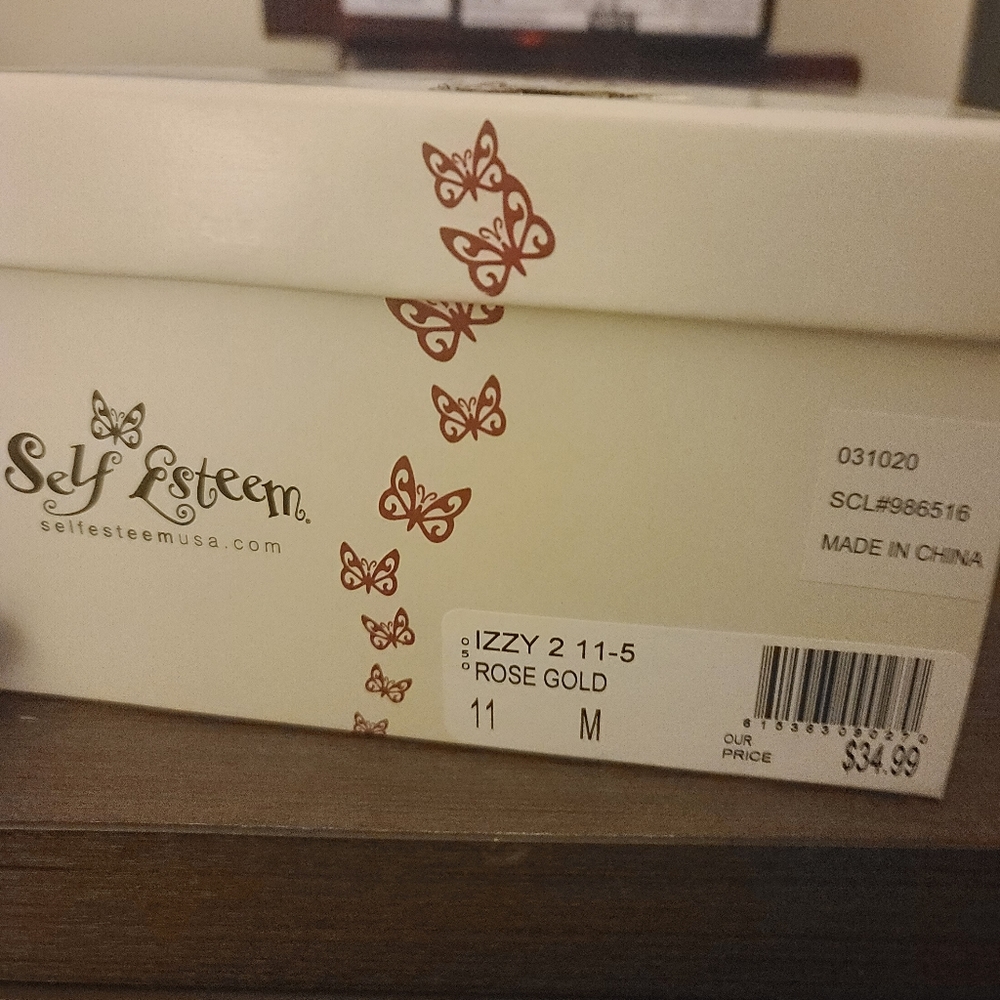 Self Esteem.
selfesteemusa.com
031020
SCL#986516
MADE IN CHINA
050
IZZY 2 11-5
ROSE GOLD
11 M
OUR
PRICE
$34.99